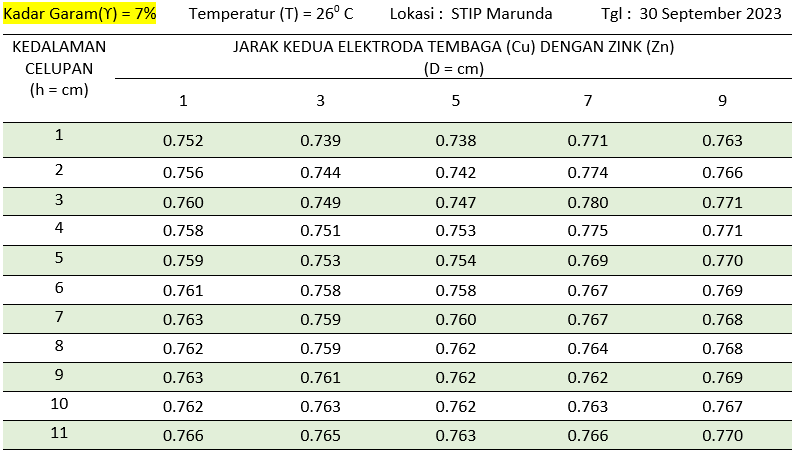 Kadar Garam(ϒ) = 7% Temperatur (T) = 26⁰ C Lokasi : STIP Marunda Tgl : 30 September 2023
KEDALAMAN CELUPAN (h = cm) JARAK KEDUA ELEKTRODA TEMBAGA (Cu) DENGAN ZINK (Zn)
(D = cm)
1 3 5 7 9
1 0.752 0.739 0.738 0.771 0.763
2 0.756 0.744 0.742 0.774 0.766
3 0.760 0.749 0.747 0.780 0.771
4 0.758 0.751 0.753 0.775 0.771
5 0.759 0.753 0.754 0.769 0.770
6 0.761 0.758 0.758 0.767 0.769
7 0.763 0.759 0.760 0.767 0.768
8 0.762 0.759 0.762 0.764 0.768
9 0.763 0.761 0.762 0.762 0.769
10 0.762 0.763 0.762 0.763 0.767
11 0.766 0.765 0.763 0.766 0.770